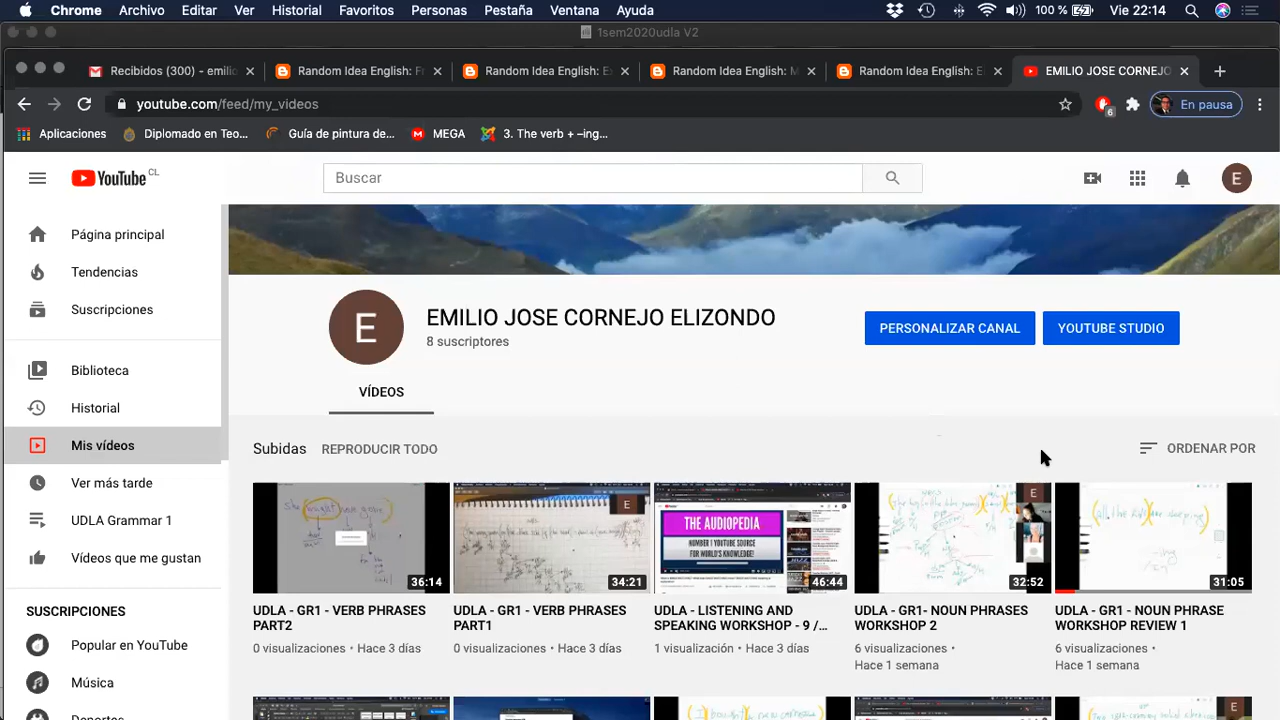 Chrome Archivo Editar Ver Historial Favoritos Personas Pestaña Ventana Ayuda 100 % Vie 22:14
1sem2020udla V2
Recibidos (300) - emilic Random Idea English: F Random Idea English: E Random Idea English: M Random Idea English: E EMILIO JOSE CORNEJO
youtube.com/feed/my_videos 6 En pausa
Aplicaciones Diplomado en Teo... Guía de pintura de... MEGA 3. The verb + –ing...
YouTube CL Buscar E
Página principal
Tendencias
Suscripciones
Biblioteca
Historial
Mis vídeos
Ver más tarde
UDLA Grammar 1
Vídeos que me gustan
SUSCRIPCIONES
Popular en YouTube
Música
Deportes
E
EMILIO JOSE CORNEJO ELIZONDO
8 suscriptores
PERSONALIZAR CANAL YOUTUBE STUDIO
VÍDEOS
Subidas REPRODUCIR TODO ORDENAR POR
36:14
UDLA - GR1 - VERB PHRASES
PART2
0 visualizaciones • Hace 3 días
E
34:21
UDLA - GR1 - VERB PHRASES
PART1
0 visualizaciones • Hace 3 días
THE AUDIOPEDIA
NUMBER 1 YOUTUBE SOURCE
FOR WORLD'S KNOWLEDGE!
46:44
UDLA - LISTENING AND
SPEAKING WORKSHOP - 9 /...
1 visualización • Hace 3 días
E
32:52
UDLA - GR1- NOUN PHRASES
WORKSHOP 2
6 visualizaciones •
Hace 1 semana
31:05
UDLA - GR1 - NOUN PHRASE
WORKSHOP REVIEW 1
6 visualizaciones •
Hace 1 semana